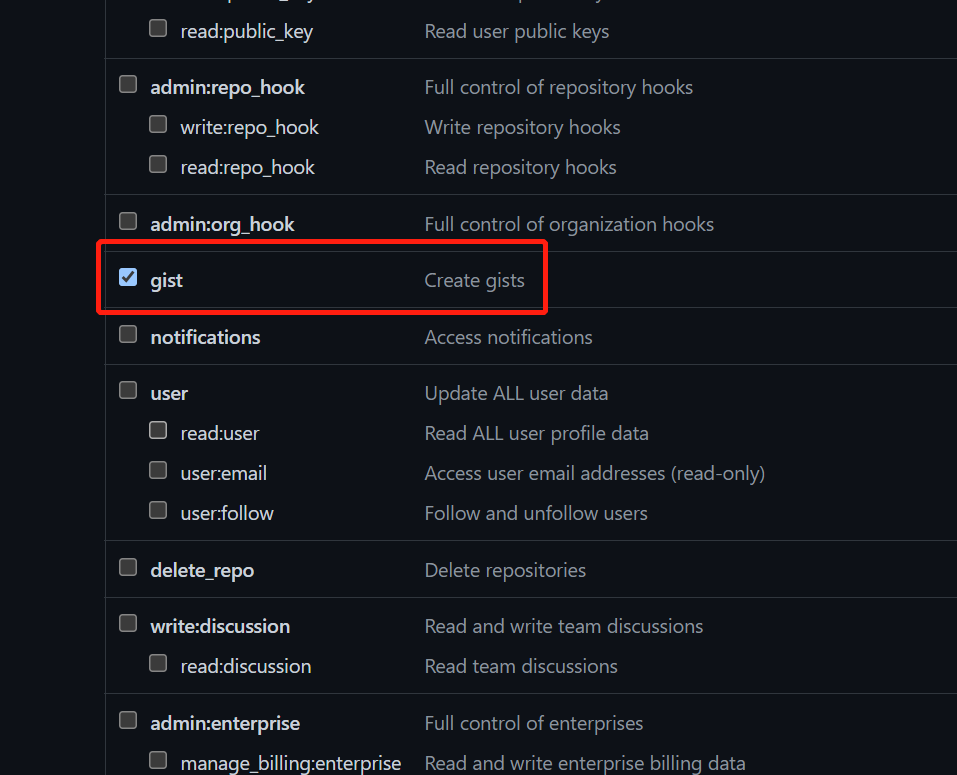 read:public_key Read user public keys
admin:repo_hook Full control of repository hooks
write:repo_hook Write repository hooks
read:repo_hook Read repository hooks
admin:org_hook Full control of organization hooks
gist Create gists
notifications Access notifications
user Update ALL user data
read:user Read ALL user profile data
user:email Access user email addresses (read-only)
user:follow Follow and unfollow users
delete_repo Delete repositories
write:discussion Read and write team discussions
read:discussion Read team discussions
admin:enterprise Full control of enterprises
manage_billing:enterprise Read and write enterprise billing data